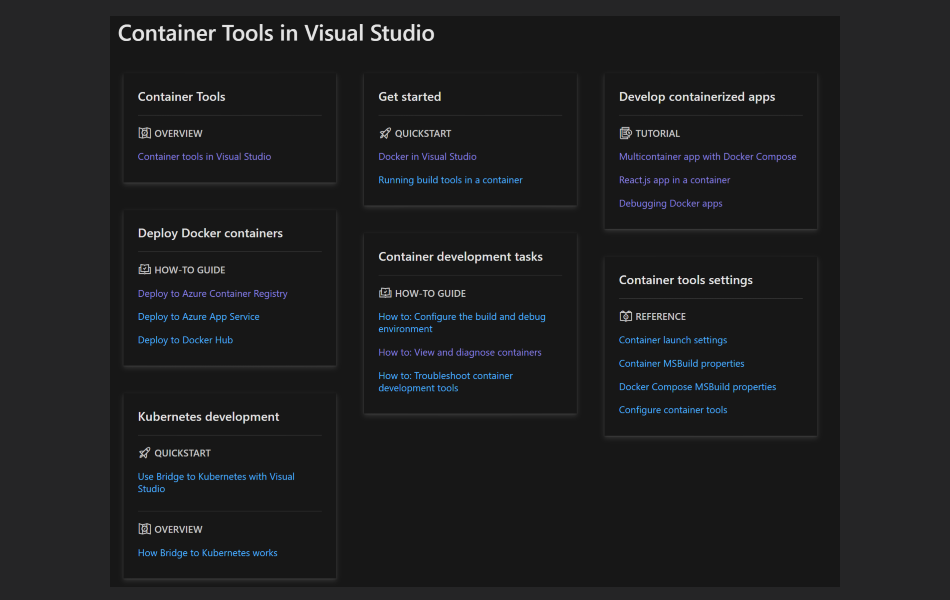 Container Tools in Visual Studio
Container Tools
OVERVIEW
Container tools in Visual Studio
Deploy Docker containers
HOW-TO GUIDE
Deploy to Azure Container Registry
Deploy to Azure App Service
Deploy to Docker Hub
Kubernetes development
QUICKSTART
Use Bridge to Kubernetes with Visual
Studio
OVERVIEW
How Bridge to Kubernetes works
Get started
QUICKSTART
Docker in Visual Studio
Running build tools in a container
Container development tasks
HOW-TO GUIDE
How to: Configure the build and debug
environment
How to: View and diagnose containers
How to: Troubleshoot container
development tools
Develop containerized apps
TUTORIAL
Multicontainer app with Docker Compose
React.js app in a container
Debugging Docker apps
Container tools settings
REFERENCE
Container launch settings
Container MSBuild properties
Docker Compose MSBuild properties
Configure container tools